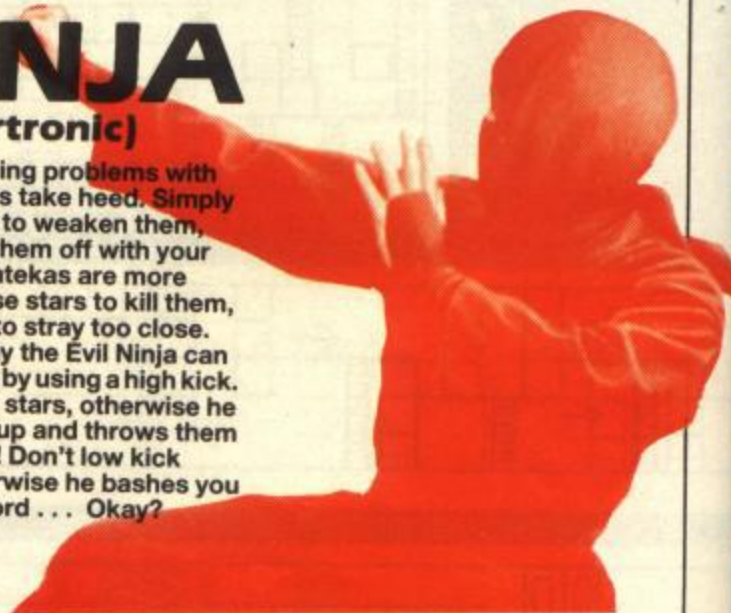 NJA
rtronic)
ing problems with
s take heed. Simply
to weaken them,
hem off with your
tekas are more
se stars to kill them,
to stray too close.
y the Evil Ninja can
by using a high kick.
stars, otherwise he
up and throws them
! Don't low kick
rwise he bashes you
ord . . . Okay?